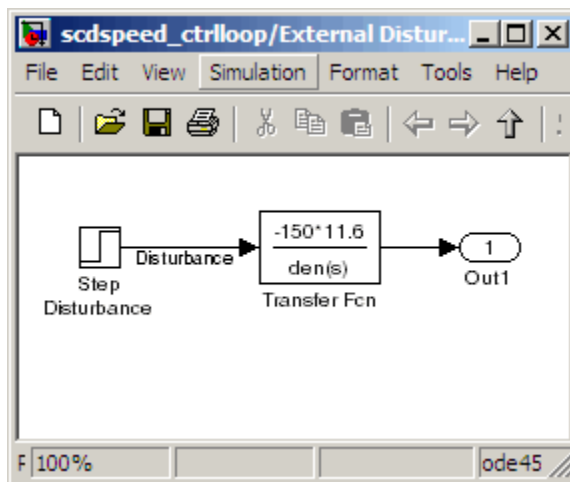 scdspeed_ctrlloop/External Distur...
File Edit View Simulation Format Tools Help
-150*11.6
den(s)
Disturbance
1
Step
Disturbance
Transfer Fcn
Out1
F 100% ode45